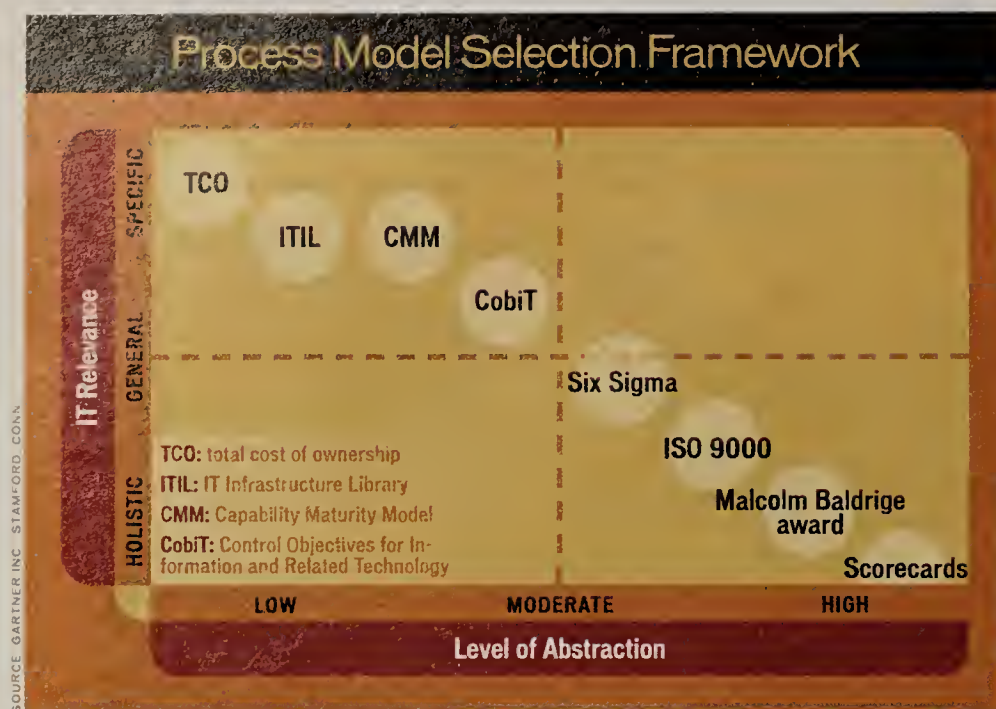 Process Model Selection Framework
IT Relevance
SPECIFIC
GENERAL
HOLISTIC
TCO
ITIL
CMM
CobiT
Six Sigma
ISO 9000
Malcolm Baldrige
award
Scorecards
TCO: total cost of ownership
ITIL: IT Infrastructure Library
CMM: Capability Maturity Model
CobiT: Control Objectives for In-
formation and Related Technology
LOW
MODERATE
HIGH
Level of Abstraction
SOURCE GARTNER INC STAMFORD CONN